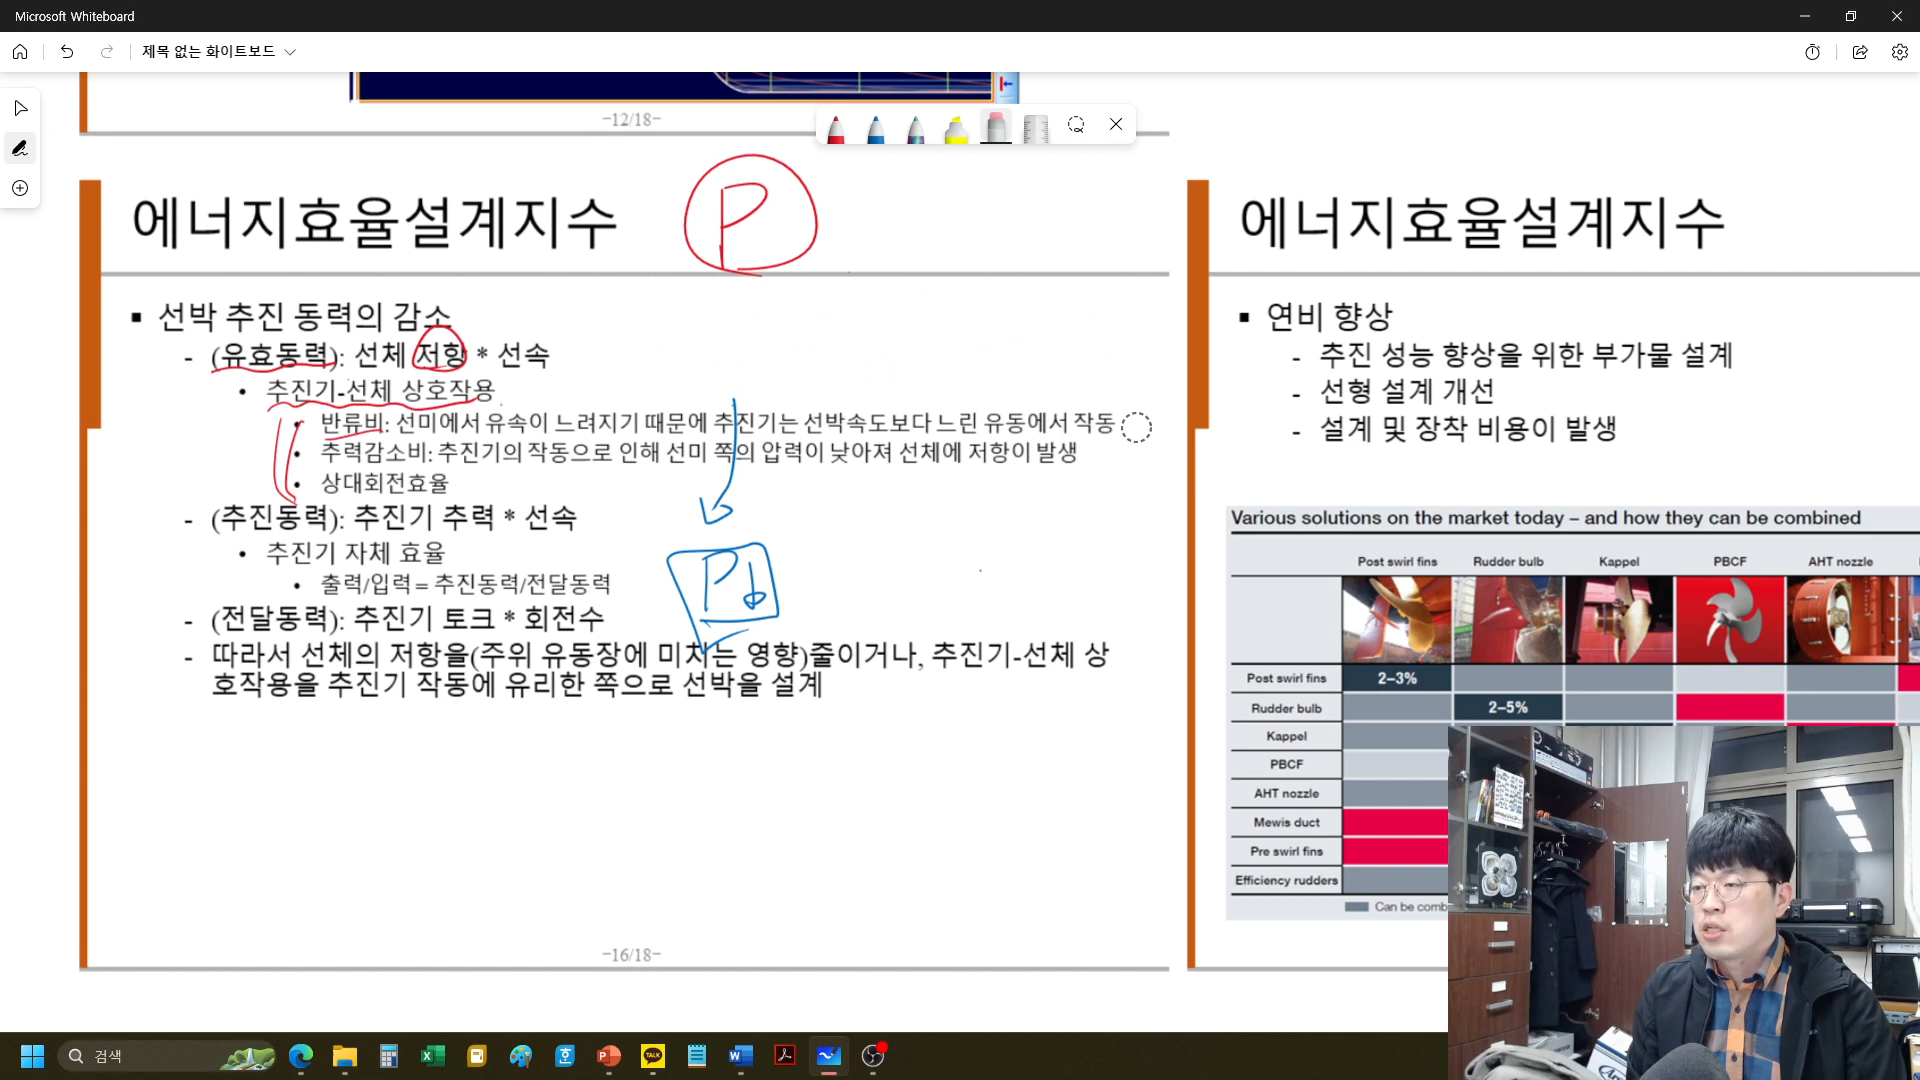 Microsoft Whiteboard
제목 없는 화이트보드
-12/18-
에너지효율설계지수
P
▪ 선박 추진 동력의 감소
- (유효동력): 선체 저항 * 선속
• 추진기-선체 상호작용
• 반류비: 선미에서 유속이 느려지기 때문에 추진기는 선박속도보다 느린 유동에서 작동
• 추력감소비: 추진기의 작동으로 인해 선미 쪽의 압력이 낮아져 선체에 저항이 발생
• 상대회전효율
- (추진동력): 추진기 추력 * 선속
• 추진기 자체 효율
• 출력/입력 = 추진동력/전달동력
P↓
- (전달동력): 추진기 토크 * 회전수
- 따라서 선체의 저항을(주위 유동장에 미치는 영향)줄이거나, 추진기-선체 상
호작용을 추진기 작동에 유리한 쪽으로 선박을 설계
-16/18-
에너지효율설계지수
▪ 연비 향상
- 추진 성능 향상을 위한 부가물 설계
- 선형 설계 개선
- 설계 및 장착 비용이 발생
Various solutions on the market today – and how they can be combined
Post swirl fins Rudder bulb Kappel PBCF AHT nozzle
Post swirl fins 2–3%
Rudder bulb 2–5%
Kappel
PBCF
AHT nozzle
Mewis duct
Pre swirl fins
Efficiency rudders
Can be comb
검색